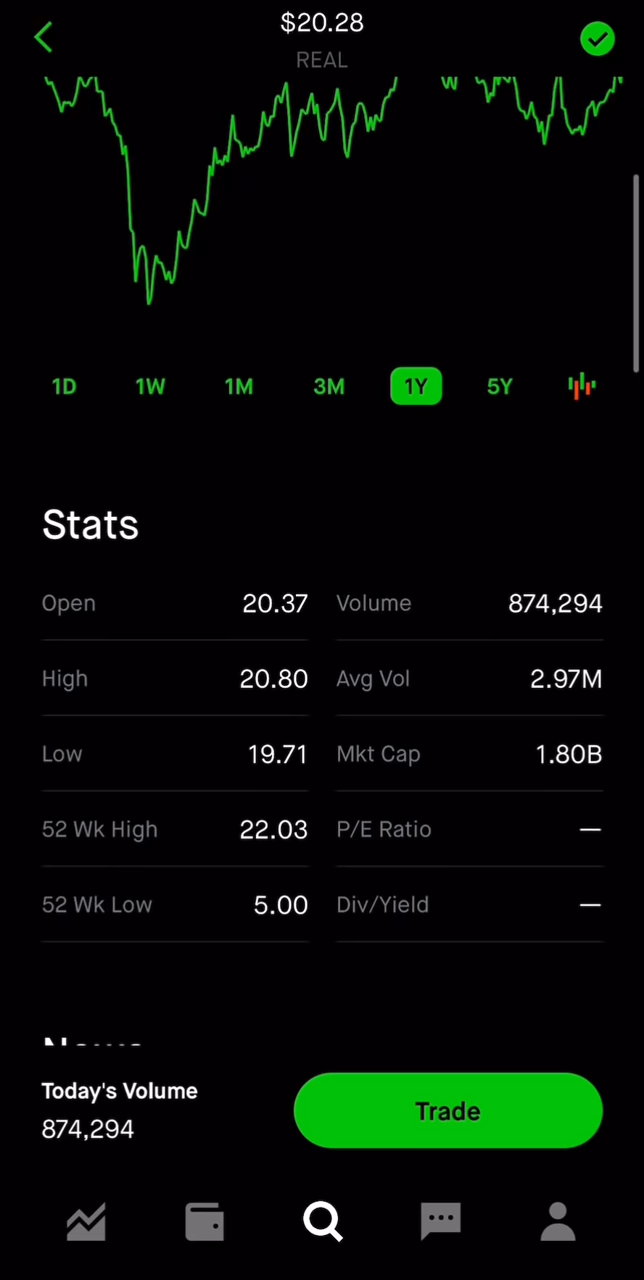 $20.28
REAL
1D 1W 1M 3M 1Y 5Y
Stats
Open 20.37 Volume 874,294
High 20.80 Avg Vol 2.97M
Low 19.71 Mkt Cap 1.80B
52 Wk High 22.03 P/E Ratio —
52 Wk Low 5.00 Div/Yield —
News
Today's Volume
874,294
Trade